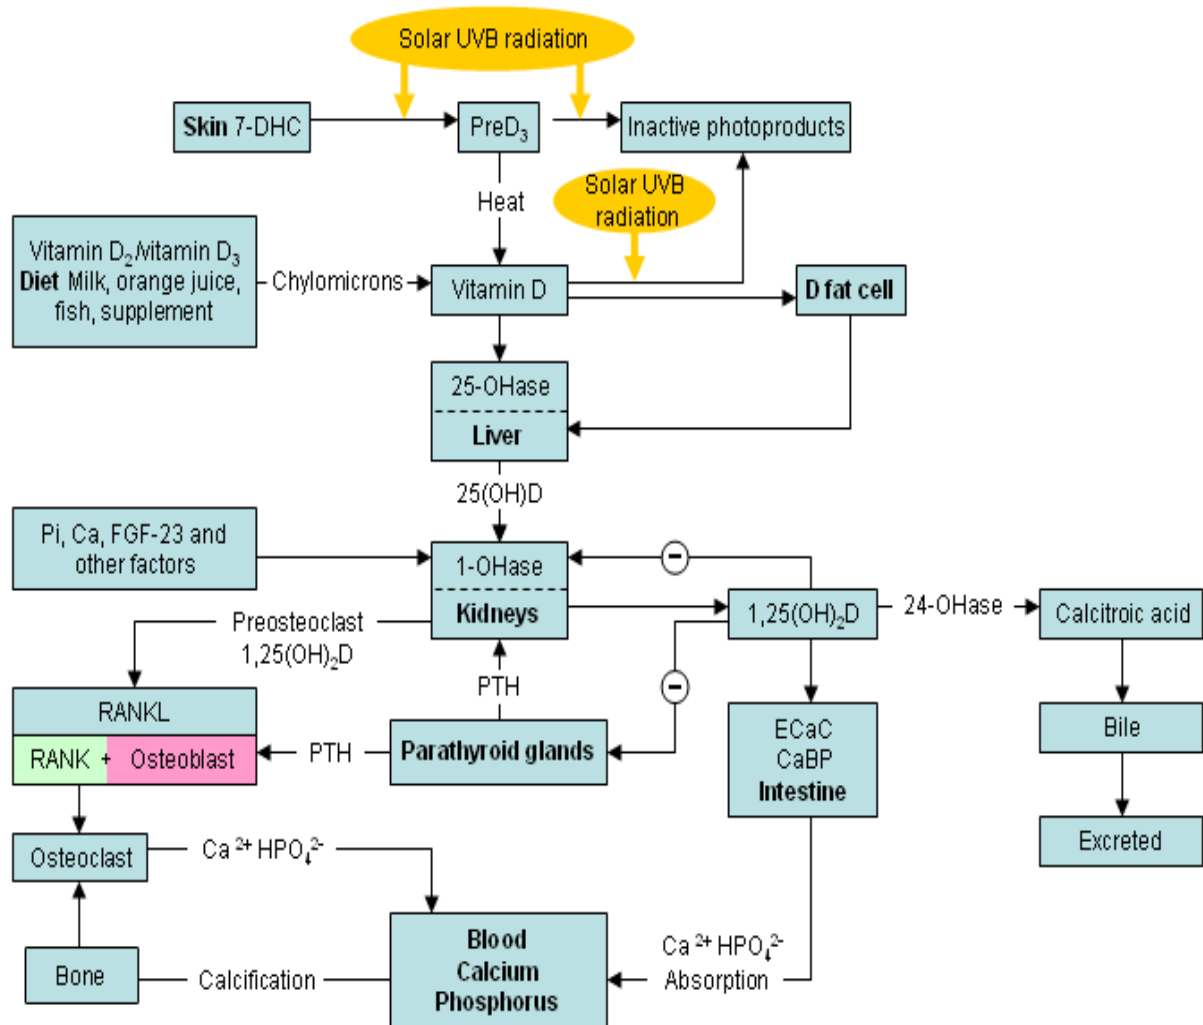 Solar UVB radiation
Skin 7-DHC
PreD₃
Inactive photoproducts
Heat
Solar UVB
radiation
Vitamin D₂/vitamin D₃
Diet Milk, orange juice,
fish, supplement
Chylomicrons
Vitamin D
D fat cell
25-OHase
Liver
25(OH)D
Pi, Ca, FGF-23 and
other factors
1-OHase
Kidneys
−
1,25(OH)₂D
24-OHase
Calcitroic acid
Preosteoclast
1,25(OH)₂D
−
PTH
RANKL
RANK + Osteoblast
PTH
Parathyroid glands
ECaC
CaBP
Intestine
Bile
Excreted
Osteoclast
Ca ²⁺ HPO₄²⁻
Blood
Calcium
Phosphorus
Ca ²⁺ HPO₄²⁻
Absorption
Bone
Calcification